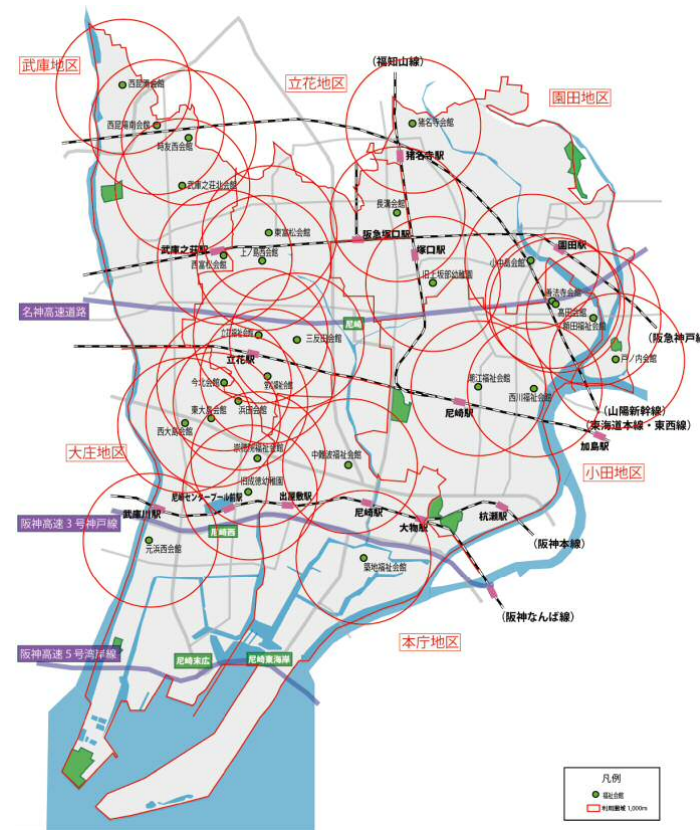 武庫地区
立花地区
(福知山線)
園田地区
西昆陽会館
西昆陽南会館
時友西会館
猪名寺会館
猪名寺駅
武庫之荘北会館
長溝会館
東富松会館
武庫之荘駅
上ノ島西会館
西富松会館
阪急塚口駅
塚口駅
園田駅
小中島会館
旧上坂部幼稚園
善法寺会館
高田会館
名神高速道路
尼崎
立花福祉会館
三反田会館
(阪急神戸線
戸ノ内会館
立花駅
今北会館
浜田会館
東大島会館
西大島会館
潮江福祉会館
西川福祉会館
尼崎駅
(山陽新幹線)
(東海道本線・東西線)
加島駅
大庄地区
崇徳院福祉会館
中難波福祉会館
小田地区
旧成徳幼稚園
尼崎センタープール前駅
出屋敷駅
武庫川駅
尼崎駅
杭瀬駅
大物駅
阪神高速3号神戸線
尼崎西
元浜西会館
(阪神本線)
築地福祉会館
(阪神なんば線)
本庁地区
阪神高速5号湾岸線
尼崎末広
尼崎東海岸
凡例
福祉会館
利用圏域 1,000m